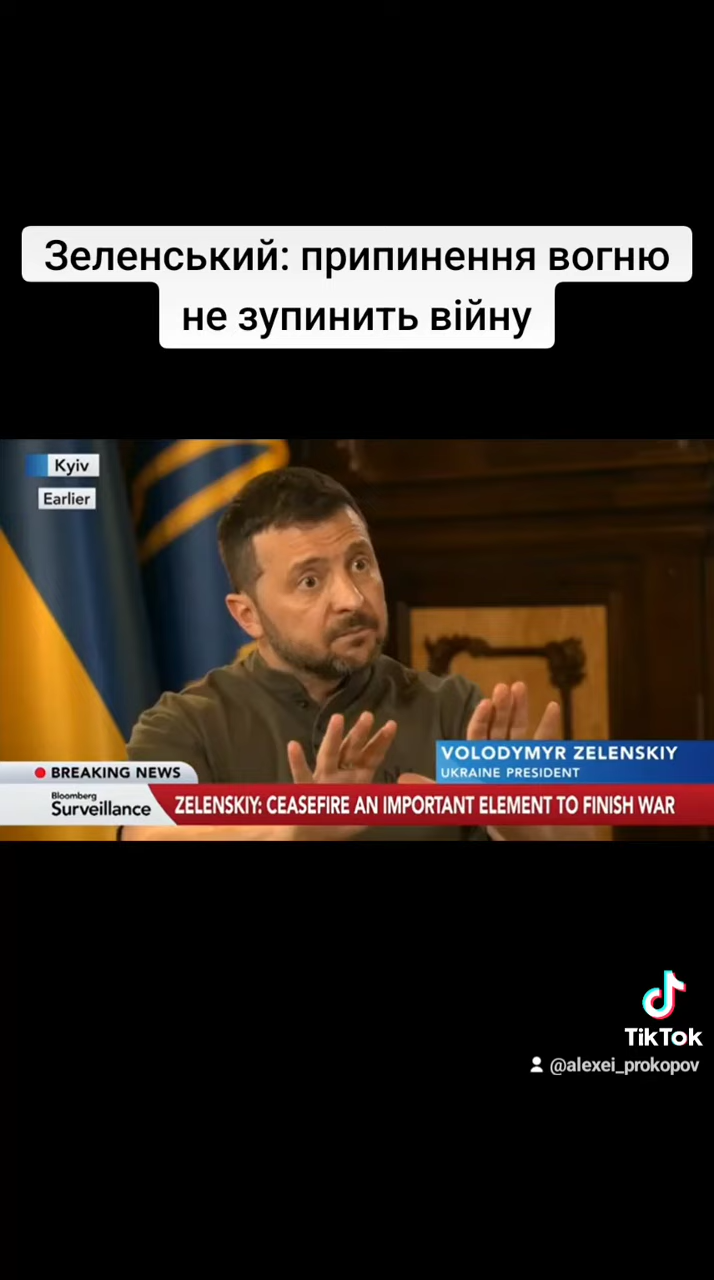 Зеленський: припинення вогню
не зупинить війну
Kyiv
Earlier
VOLODYMYR ZELENSKIY
UKRAINE PRESIDENT
BREAKING NEWS
Bloomberg
Surveillance
ZELENSKIY: CEASEFIRE AN IMPORTANT ELEMENT TO FINISH WAR
TikTok
@alexei_prokopov